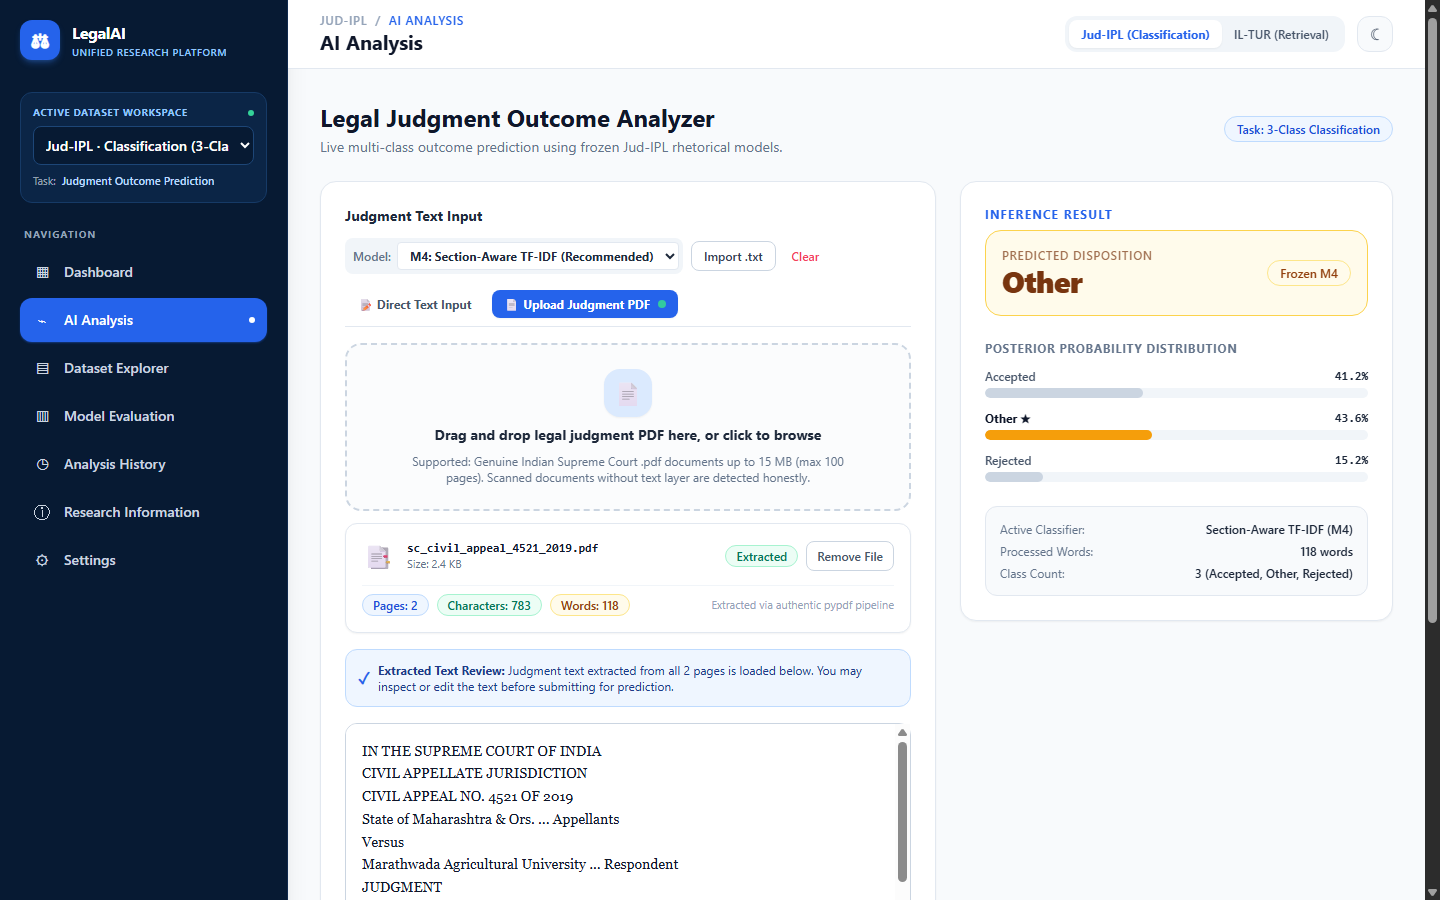 LegalAI
UNIFIED RESEARCH PLATFORM
ACTIVE DATASET WORKSPACE
Jud-IPL · Classification (3-Cla
Task: Judgment Outcome Prediction
NAVIGATION
Dashboard
AI Analysis
Dataset Explorer
Model Evaluation
Analysis History
Research Information
Settings
JUD-IPL / AI ANALYSIS
AI Analysis
Jud-IPL (Classification)
IL-TUR (Retrieval)
Legal Judgment Outcome Analyzer
Live multi-class outcome prediction using frozen Jud-IPL rhetorical models.
Task: 3-Class Classification
Judgment Text Input
Model: M4: Section-Aware TF-IDF (Recommended)
Import .txt
Clear
Direct Text Input
Upload Judgment PDF
Drag and drop legal judgment PDF here, or click to browse
Supported: Genuine Indian Supreme Court .pdf documents up to 15 MB (max 100
pages). Scanned documents without text layer are detected honestly.
sc_civil_appeal_4521_2019.pdf
Size: 2.4 KB
Extracted
Remove File
Pages: 2
Characters: 783
Words: 118
Extracted via authentic pypdf pipeline
Extracted Text Review: Judgment text extracted from all 2 pages is loaded below. You may
inspect or edit the text before submitting for prediction.
IN THE SUPREME COURT OF INDIA
CIVIL APPELLATE JURISDICTION
CIVIL APPEAL NO. 4521 OF 2019
State of Maharashtra & Ors. ... Appellants
Versus
Marathwada Agricultural University ... Respondent
JUDGMENT
INFERENCE RESULT
PREDICTED DISPOSITION
Other
Frozen M4
POSTERIOR PROBABILITY DISTRIBUTION
Accepted 41.2%
Other ★ 43.6%
Rejected 15.2%
Active Classifier: Section-Aware TF-IDF (M4)
Processed Words: 118 words
Class Count: 3 (Accepted, Other, Rejected)